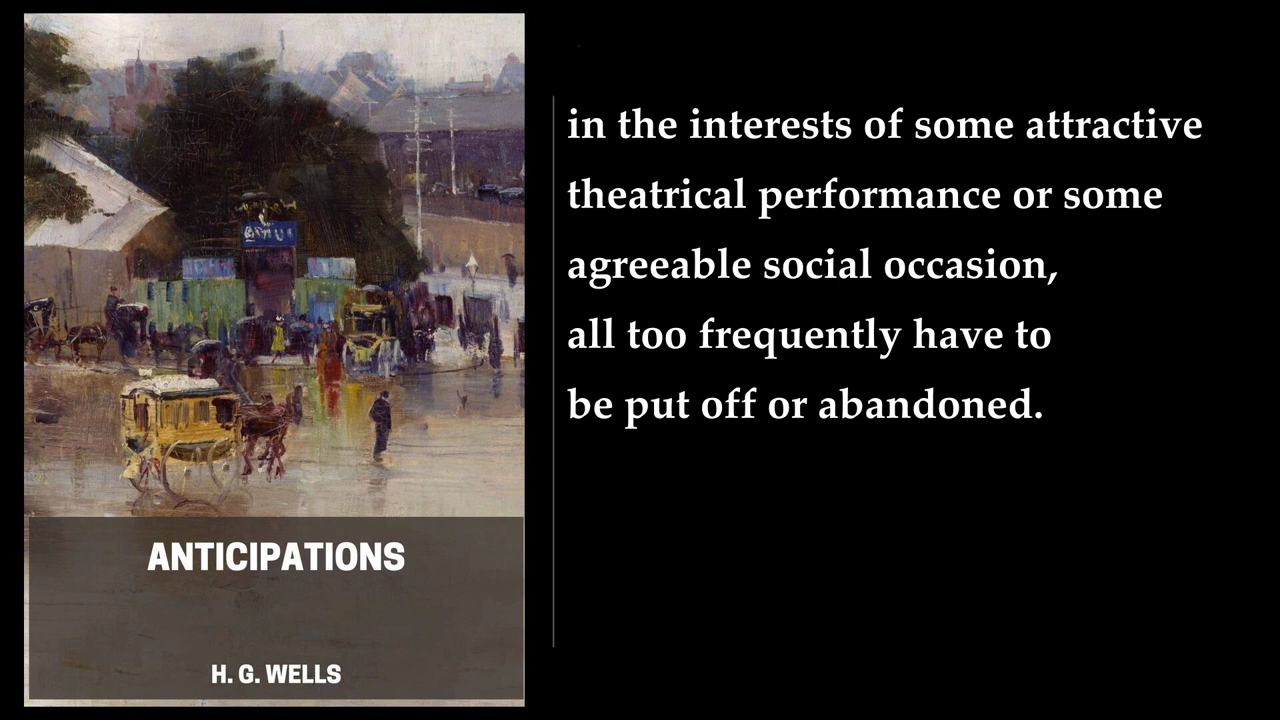 ANTICIPATIONS
H. G. WELLS
in the interests of some attractive
theatrical performance or some
agreeable social occasion,
all too frequently have to
be put off or abandoned.